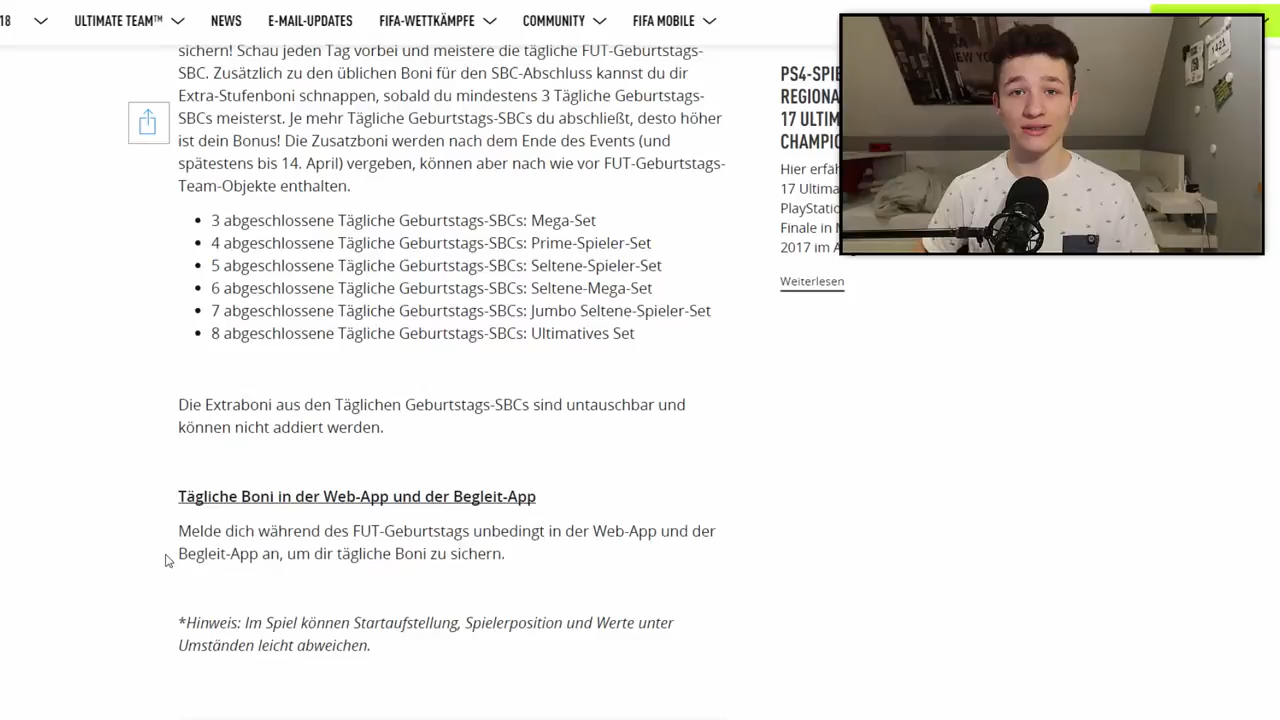 18 ULTIMATE TEAM™ NEWS E-MAIL-UPDATES FIFA-WETTKÄMPFE COMMUNITY FIFA MOBILE
sichern! Schau jeden Tag vorbei und meistere die tägliche FUT-Geburtstags-
SBC. Zusätzlich zu den üblichen Boni für den SBC-Abschluss kannst du dir
Extra-Stufenboni schnappen, sobald du mindestens 3 Tägliche Geburtstags-
SBCs meisterst. Je mehr Tägliche Geburtstags-SBCs du abschließt, desto höher
ist dein Bonus! Die Zusatzboni werden nach dem Ende des Events (und
spätestens bis 14. April) vergeben, können aber nach wie vor FUT-Geburtstags-
Team-Objekte enthalten.
• 3 abgeschlossene Tägliche Geburtstags-SBCs: Mega-Set
• 4 abgeschlossene Tägliche Geburtstags-SBCs: Prime-Spieler-Set
• 5 abgeschlossene Tägliche Geburtstags-SBCs: Seltene-Spieler-Set
• 6 abgeschlossene Tägliche Geburtstags-SBCs: Seltene-Mega-Set
• 7 abgeschlossene Tägliche Geburtstags-SBCs: Jumbo Seltene-Spieler-Set
• 8 abgeschlossene Tägliche Geburtstags-SBCs: Ultimatives Set
Die Extraboni aus den Täglichen Geburtstags-SBCs sind untauschbar und
können nicht addiert werden.
Tägliche Boni in der Web-App und der Begleit-App
Melde dich während des FUT-Geburtstags unbedingt in der Web-App und der
Begleit-App an, um dir tägliche Boni zu sichern.
*Hinweis: Im Spiel können Startaufstellung, Spielerposition und Werte unter
Umständen leicht abweichen.
PS4-SPIE
REGIONA
17 ULTIM
CHAMPIO
Hier erfäh
17 Ultima
PlayStatio
Finale in
2017 im A
Weiterlesen